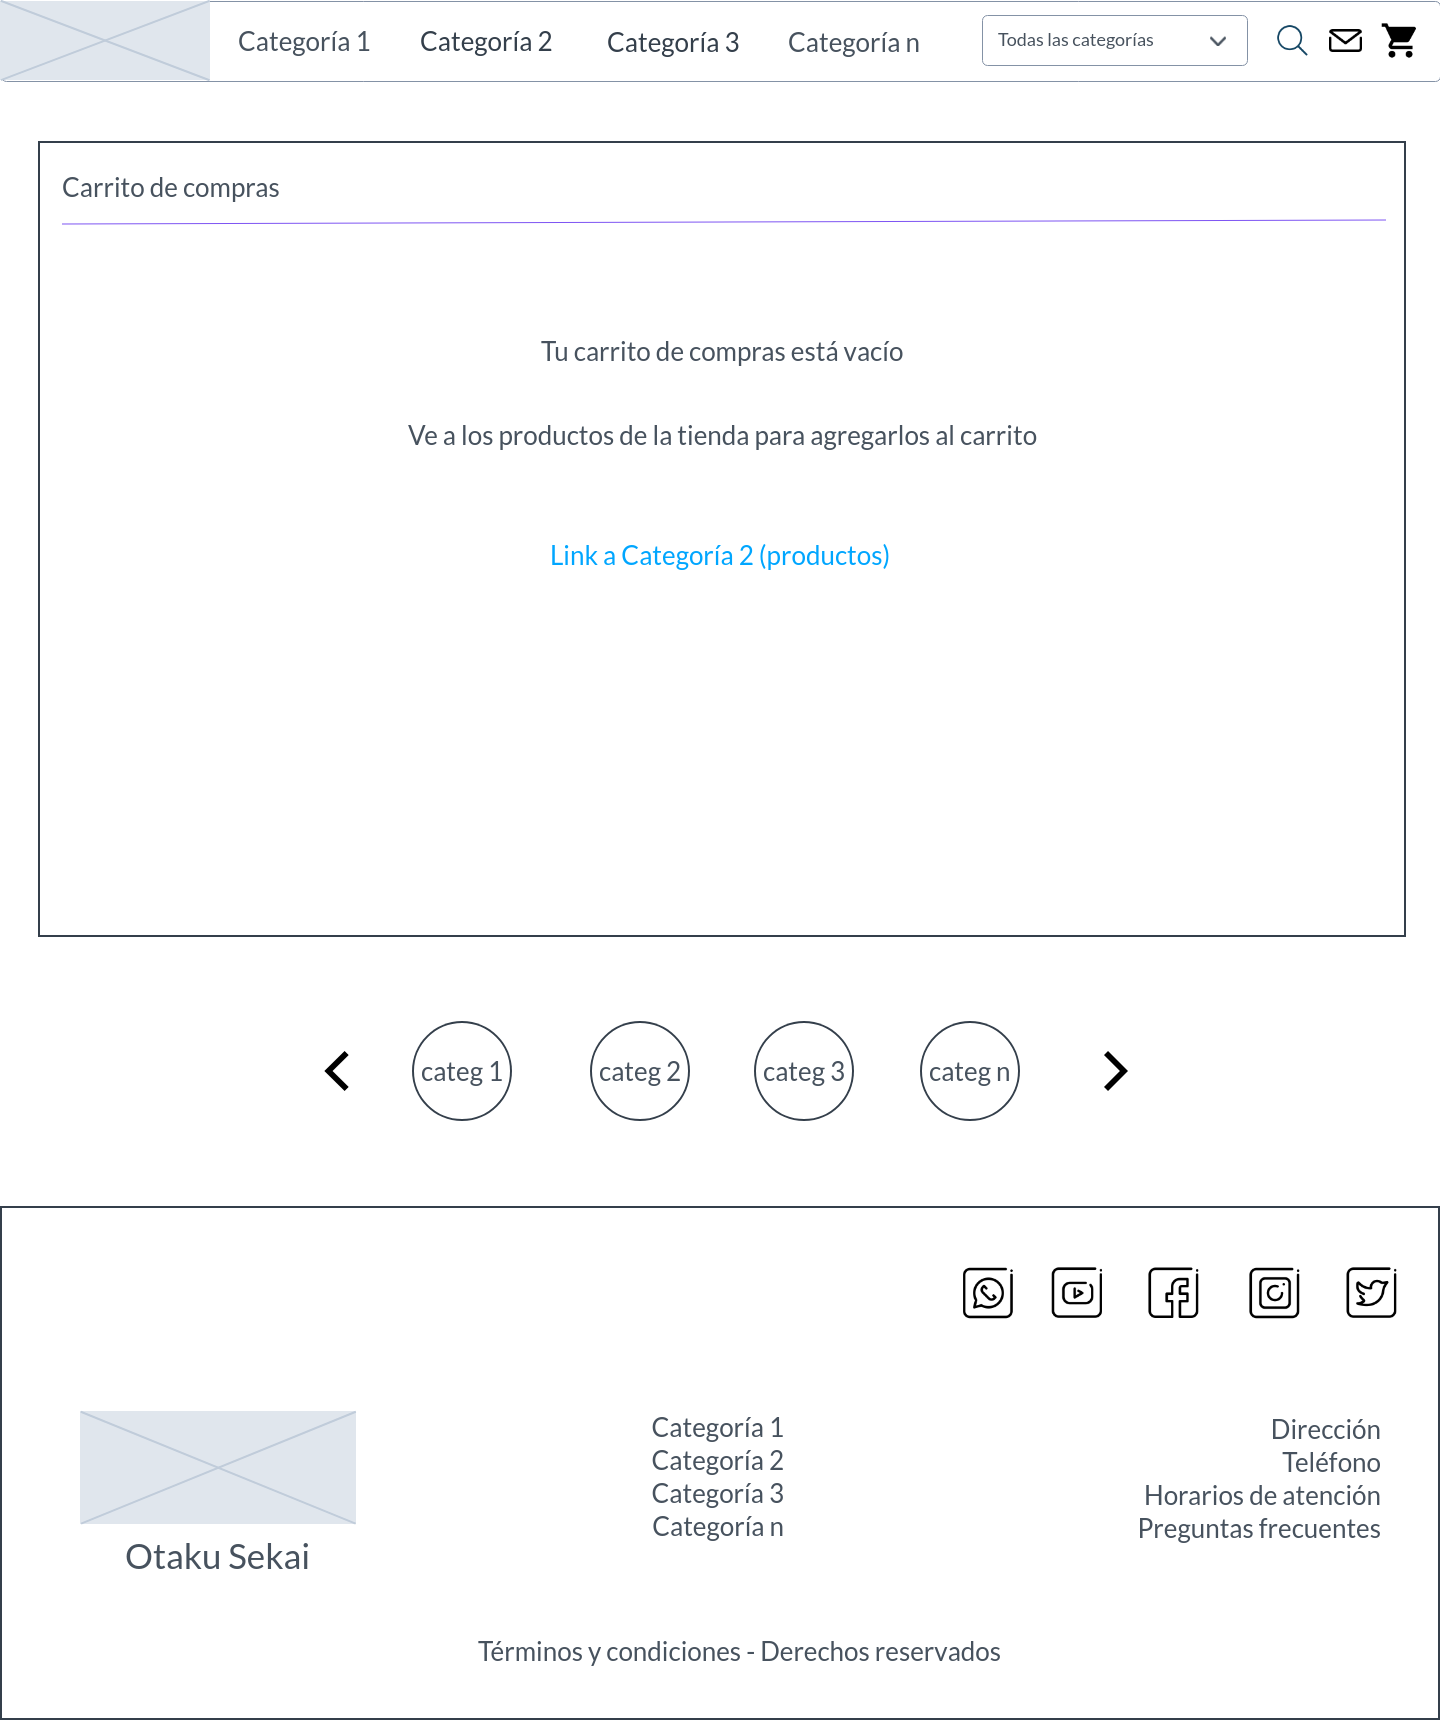 Categoría 1
Categoría 2
Categoría 3
Categoría n
Todas las categorías
Carrito de compras
Tu carrito de compras está vacío
Ve a los productos de la tienda para agregarlos al carrito
Link a Categoría 2 (productos)
categ 1
categ 2
categ 3
categ n
Otaku Sekai
Categoría 1
Categoría 2
Categoría 3
Categoría n
Dirección
Teléfono
Horarios de atención
Preguntas frecuentes
Términos y condiciones - Derechos reservados